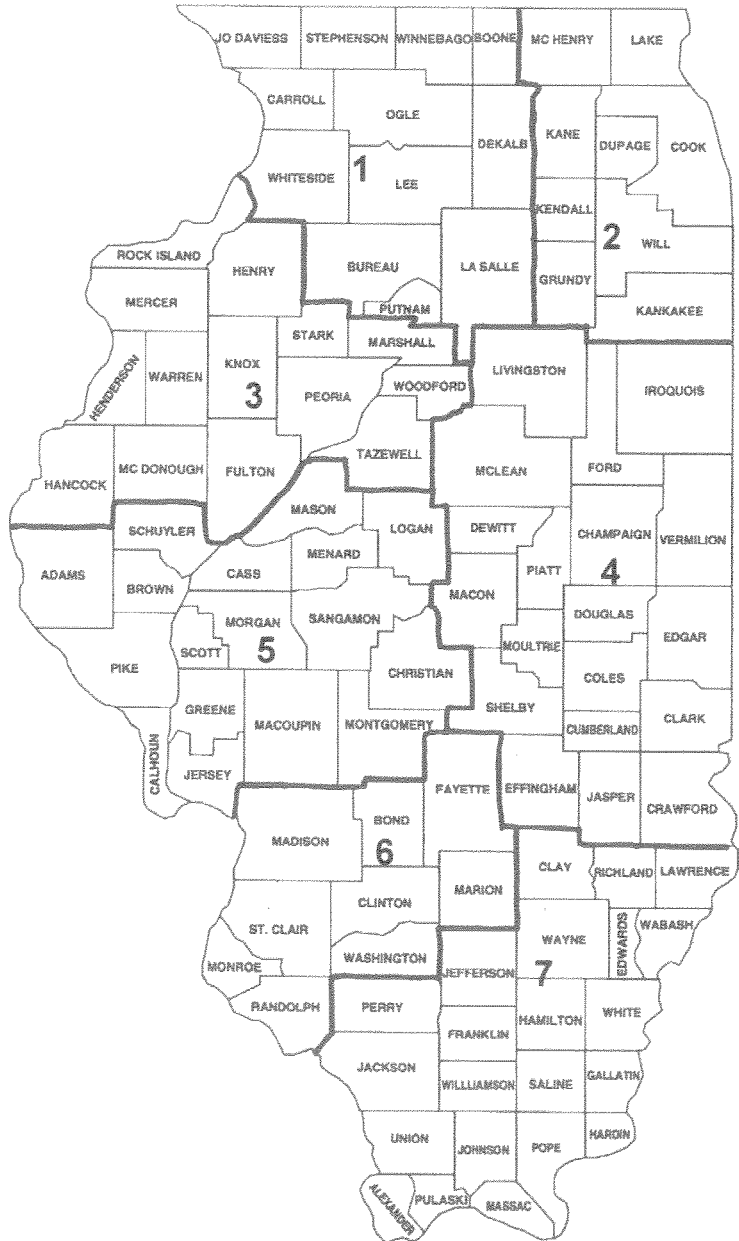 JO DAVIESS STEPHENSON WINNEBAGO BOONE MC HENRY LAKE
CARROLL OGLE DEKALB KANE DUPAGE COOK
WHITESIDE 1 LEE KENDALL 2 WILL
ROCK ISLAND HENRY BUREAU LA SALLE GRUNDY
MERCER PUTNAM KANKAKEE
HENDERSON WARREN KNOX STARK MARSHALL LIVINGSTON IROQUOIS
3 PEORIA WOODFORD
HANCOCK MC DONOUGH FULTON TAZEWELL MCLEAN FORD
SCHUYLER MASON LOGAN DEWITT CHAMPAIGN VERMILION
ADAMS BROWN CASS MENARD MACON PIATT 4
PIKE SCOTT MORGAN 5 SANGAMON CHRISTIAN MOULTRIE DOUGLAS EDGAR
COLES
GREENE MACOUPIN MONTGOMERY SHELBY CUMBERLAND CLARK
CALHOUN JERSEY FAYETTE EFFINGHAM JASPER CRAWFORD
MADISON BOND 6 CLAY RICHLAND LAWRENCE
MARION
ST. CLAIR CLINTON WAYNE EDWARDS WABASH
MONROE WASHINGTON JEFFERSON 7
RANDOLPH PERRY FRANKLIN HAMILTON WHITE
JACKSON WILLLIAMSON SALINE GALLATIN
UNION JOHNSON POPE HARDIN
ALEXANDER PULASKI MASSAC